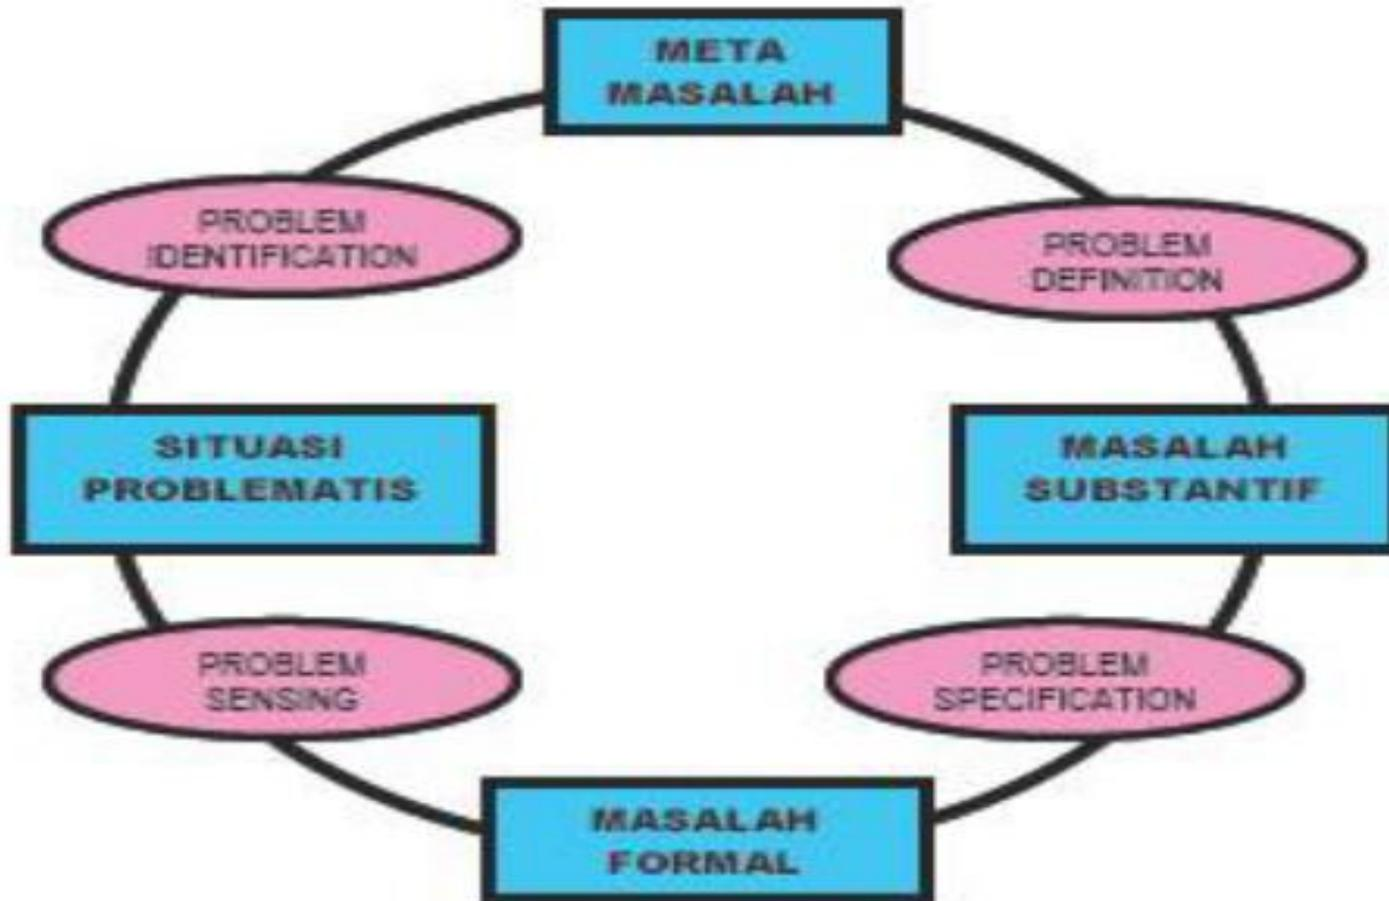 META
MASALAH
PROBLEM
IDENTIFICATION
PROBLEM
DEFINITION
SITUASI
PROBLEMATIS
MASALAH
SUBSTANTIF
PROBLEM
SENSING
PROBLEM
SPECIFICATION
MASALAH
FORMAL